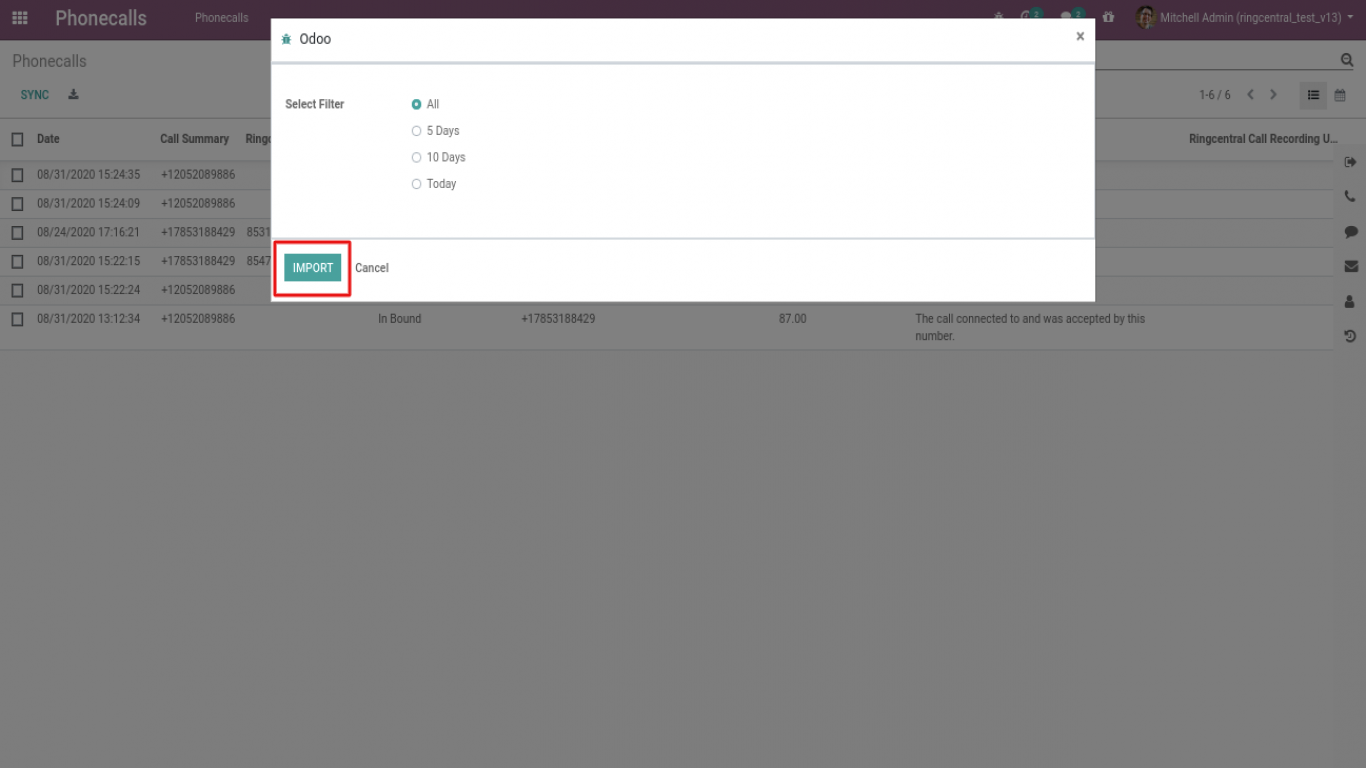 Phonecalls Phonecalls 2 2 Mitchell Admin (ringcentral_test_v13)
Odoo ×
Phonecalls
SYNC 1-6 / 6
Select Filter All
5 Days
10 Days
Today
IMPORT Cancel
Date Call Summary Ringcentral Call Recording U...
08/31/2020 15:24:35 +12052089886
08/31/2020 15:24:09 +12052089886
08/24/2020 17:16:21 +17853188429 8531
08/31/2020 15:22:15 +17853188429 8547
08/31/2020 15:22:24 +12052089886
08/31/2020 13:12:34 +12052089886 In Bound +17853188429 87.00 The call connected to and was accepted by this
number.